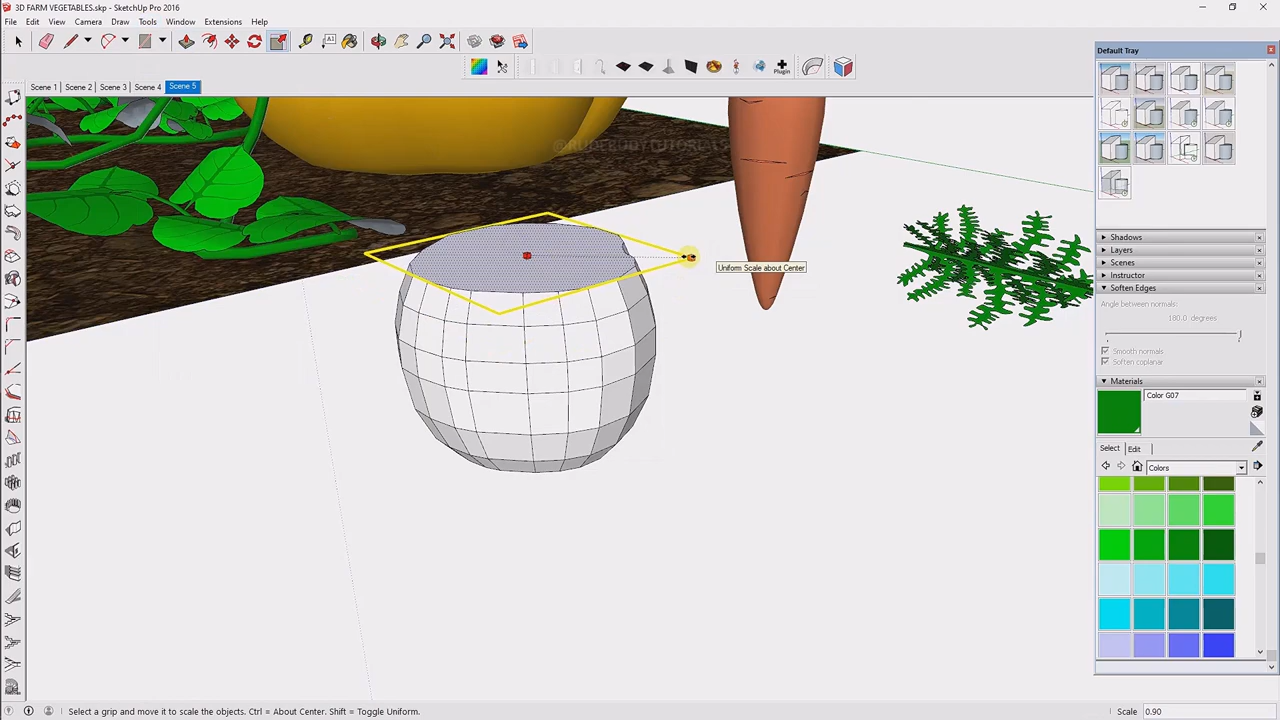 3D FARM VEGETABLES.skp - SketchUp Pro 2016
File Edit View Camera Draw Tools Window Extensions Help
Plugin
Scene 1 Scene 2 Scene 3 Scene 4 Scene 5
@RUDEBUDYTUTORIALS
Uniform Scale about Center
Default Tray
Shadows
Layers
Scenes
Instructor
Soften Edges
Angle between normals:
180.0 degrees
Smooth normals
Soften coplanar
Materials
Color G07
Select Edit
Colors
Select a grip and move it to scale the objects. Ctrl = About Center. Shift = Toggle Uniform.
Scale 0.90